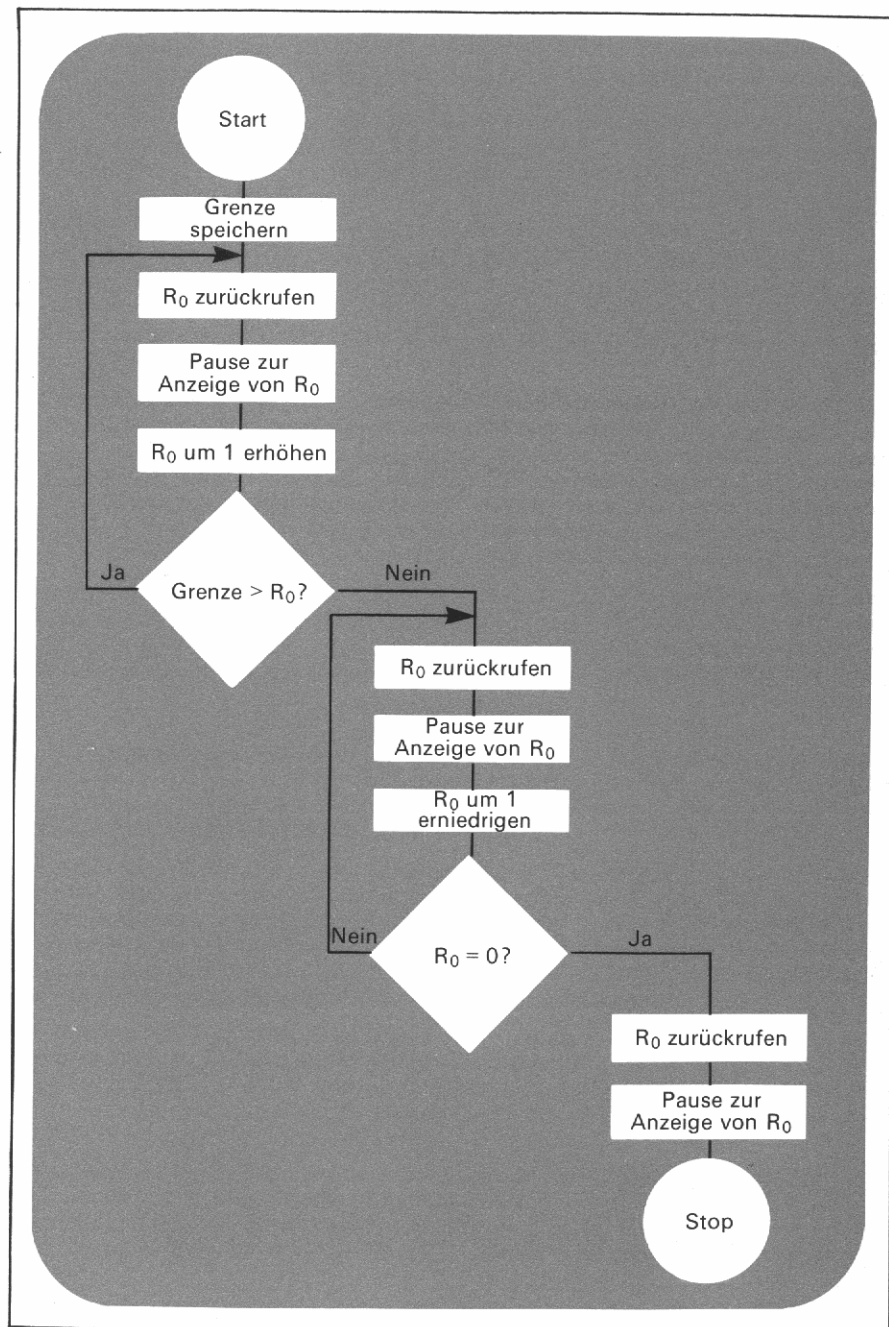 Start
Grenze
speichern
R₀ zurückrufen
Pause zur
Anzeige von R₀
R₀ um 1 erhöhen
Ja
Grenze > R₀?
Nein
R₀ zurückrufen
Pause zur
Anzeige von R₀
R₀ um 1
erniedrigen
Nein
R₀ = 0?
Ja
R₀ zurückrufen
Pause zur
Anzeige von R₀
Stop